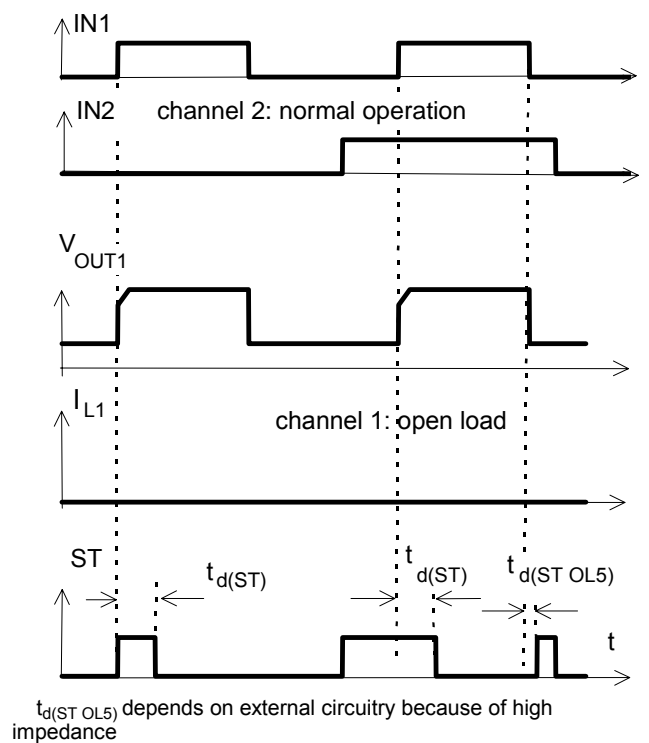 IN1
IN2 channel 2: normal operation
VOUT1
IL1
channel 1: open load
ST
td(ST)
td(ST)
td(ST OL5)
t
td(ST OL5) depends on external circuitry because of high
impedance